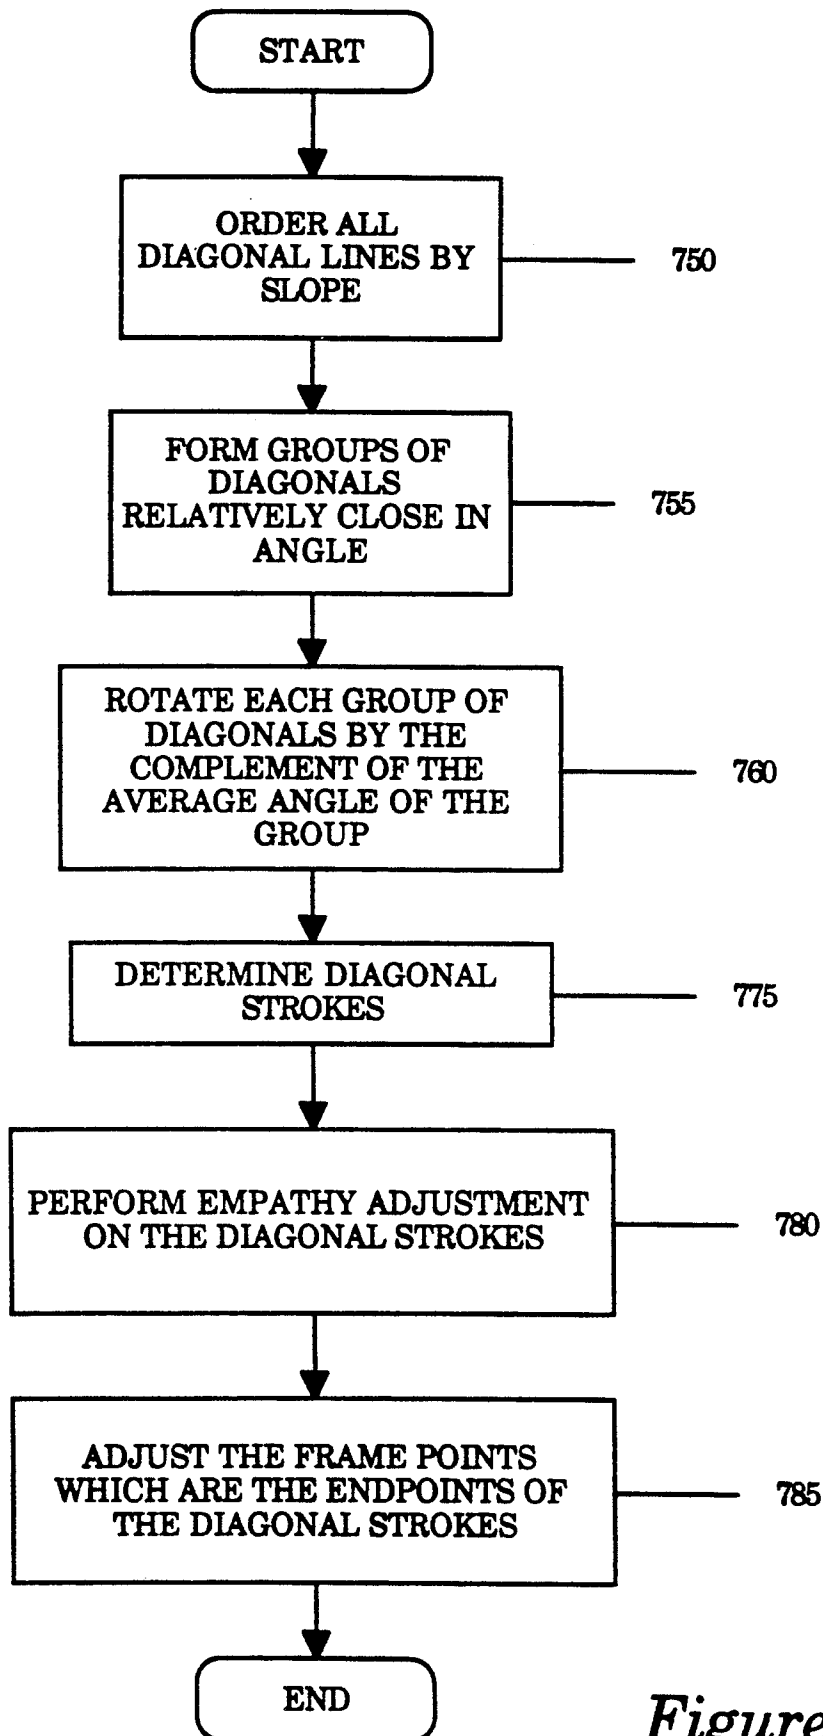 START
ORDER ALL
DIAGONAL LINES BY
SLOPE
750
FORM GROUPS OF
DIAGONALS
RELATIVELY CLOSE IN
ANGLE
755
ROTATE EACH GROUP OF
DIAGONALS BY THE
COMPLEMENT OF THE
AVERAGE ANGLE OF THE
GROUP
760
DETERMINE DIAGONAL
STROKES
775
PERFORM EMPATHY ADJUSTMENT
ON THE DIAGONAL STROKES
780
ADJUST THE FRAME POINTS
WHICH ARE THE ENDPOINTS OF
THE DIAGONAL STROKES
785
END
Figure